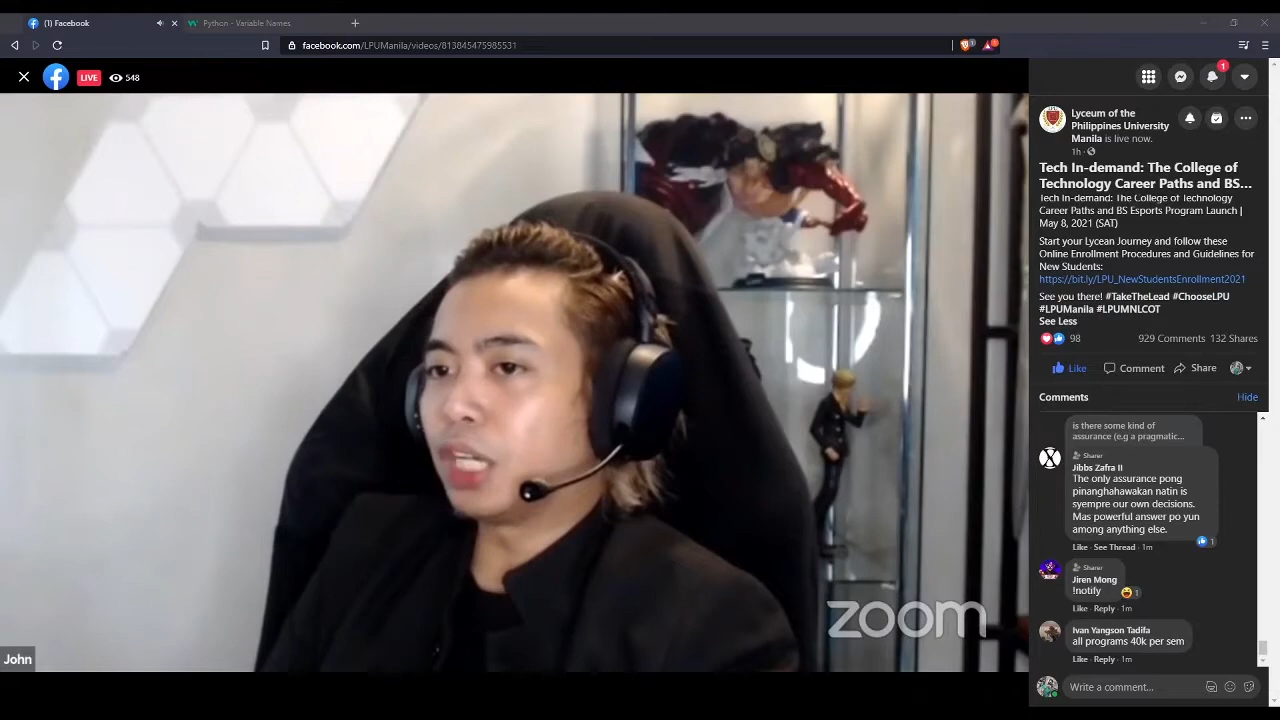 (1) Facebook
Python - Variable Names
facebook.com/LPUManila/videos/813845475985531
1
LIVE
548
1
Lyceum of the
Philippines University
Manila is live now.
1h ·
Tech In-demand: The College of
Technology Career Paths and BS...
Tech In-demand: The College of Technology
Career Paths and BS Esports Program Launch |
May 8, 2021 (SAT)
Start your Lycean Journey and follow these
Online Enrollment Procedures and Guidelines for
New Students:
https://bit.ly/LPU_NewStudentsEnrollment2021
See you there! #TakeTheLead #ChooseLPU
#LPUManila #LPUMNLCOT
See Less
98
929 Comments 132 Shares
Like Comment Share
Comments Hide
is there some kind of
assurance (e.g a pragmatic...
Sharer
Jibbs Zafra II
The only assurance pong
pinanghahawakan natin is
syempre our own decisions.
Mas powerful answer po yun
among anything else.
1
Like · See Thread · 1m
Sharer
Jiren Mong
!notify
1
Like · Reply · 1m
Ivan Yangson Tadifa
all programs 40k per sem
Like · Reply · 1m
Write a comment...
zoom
John